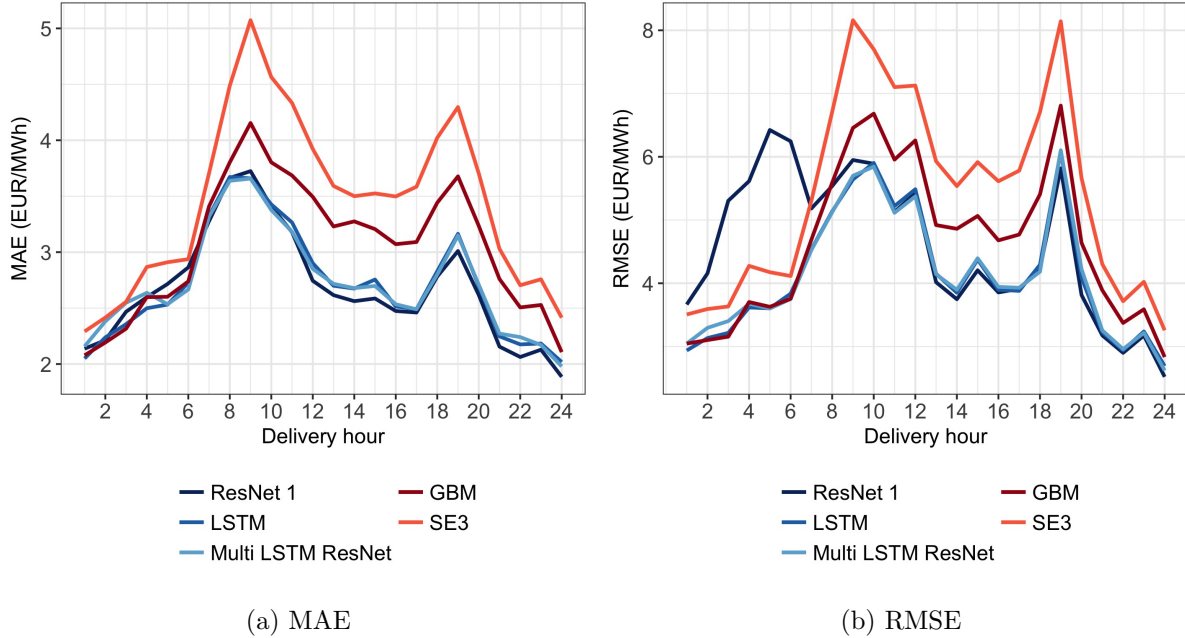 5
4
3
2
MAE (EUR/MWh)
2 4 6 8 10 12 14 16 18 20 22 24
Delivery hour
ResNet 1
LSTM
Multi LSTM ResNet
GBM
SE3
(a) MAE
8
6
4
RMSE (EUR/MWh)
2 4 6 8 10 12 14 16 18 20 22 24
Delivery hour
ResNet 1
LSTM
Multi LSTM ResNet
GBM
SE3
(b) RMSE